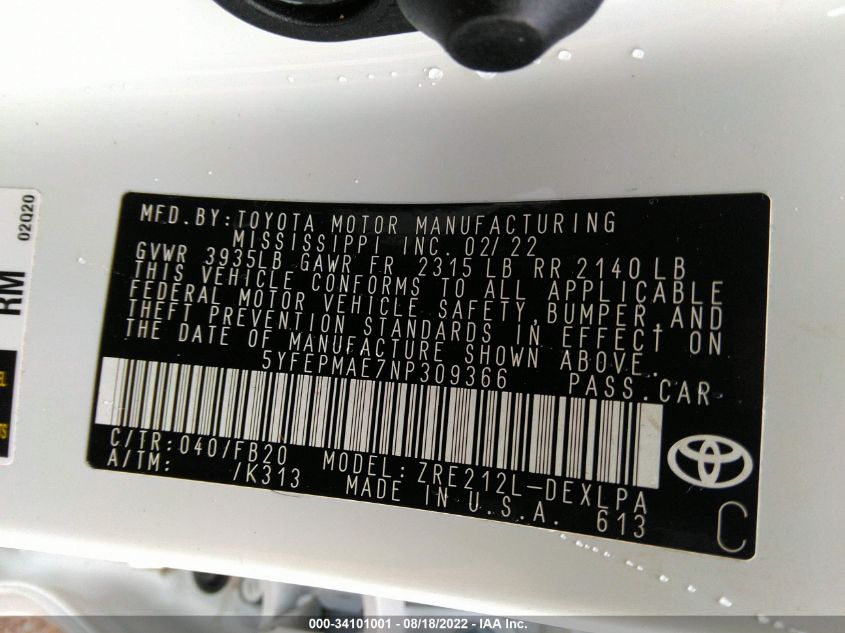 02Q20
RM
EL
TS
MFD.BY:TOYOTA MOTOR MANUFACTURING
MISSISSIPPI INC. 02/22
GVWR 3935LB GAWR FR 2315 LB RR 2140 LB
THIS VEHICLE CONFORMS TO ALL APPLICABLE
FEDERAL MOTOR VEHICLE SAFETY,BUMPER,AND
THEFT PREVENTION STANDARDS IN EFFECT ON
THE DATE OF MANUFACTURE SHOWN ABOVE.
5YFEPMAE7NP309366 PASS.CAR
C/TR:040/FB20 MODEL:ZRE212L-DEXLPA
A/TM: /K313 MADE IN U.S.A. 613
C
000-34101001 - 08/18/2022 - IAA Inc.